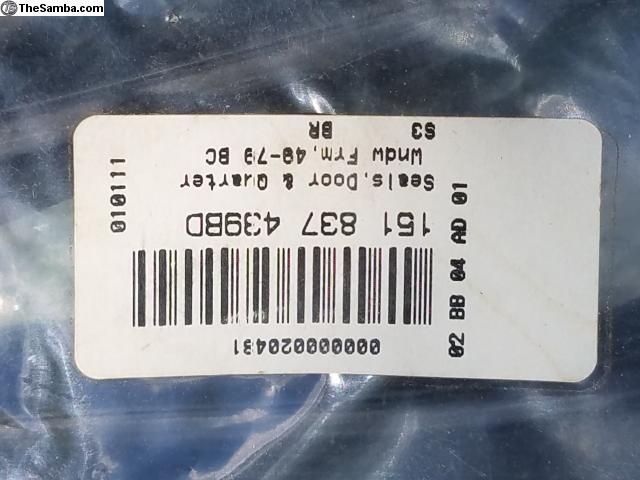 TheSamba.com
0000000020431
151 837 439BD
Seals,Door & Quarter
Wndw Frm,49-79 BC
BR
S3
02 BB 04 AD 01
010111